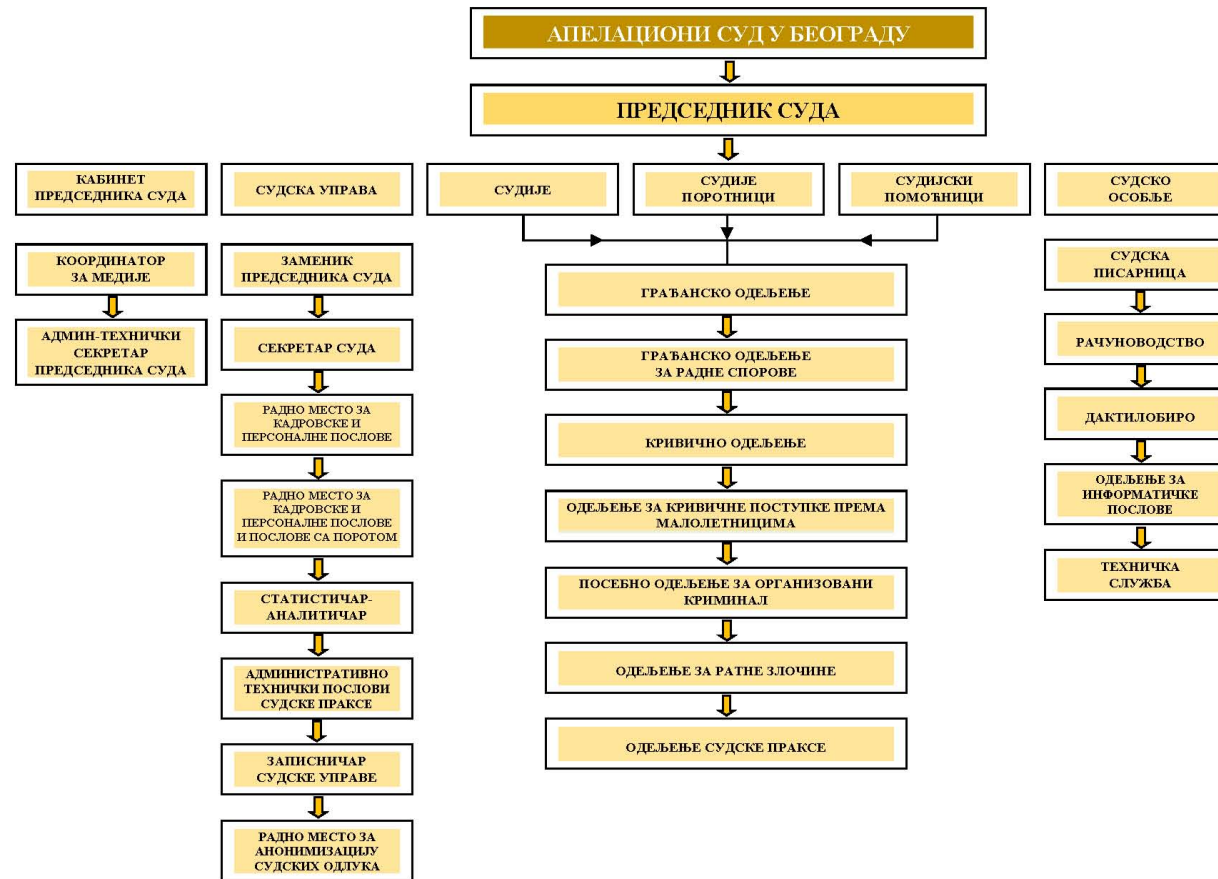 АПЕЛАЦИОНИ СУД У БЕОГРАДУ
ПРЕДСЕДНИК СУДА
КАБИНЕТ
ПРЕДСЕДНИКА СУДА
СУДСКА УПРАВА
СУДИЈЕ
СУДИЈЕ
ПОРОТНИЦИ
СУДИЈСКИ
ПОМОЋНИЦИ
СУДСКО
ОСОБЉЕ
КООРДИНАТОР
ЗА МЕДИЈЕ
АДМИН-ТЕХНИЧКИ
СЕКРЕТАР
ПРЕДСЕДНИКА СУДА
ЗАМЕНИК
ПРЕДСЕДНИКА СУДА
СЕКРЕТАР СУДА
РАДНО МЕСТО ЗА
КАДРОВСКЕ И
ПЕРСОНАЛНЕ ПОСЛОВЕ
РАДНО МЕСТО ЗА
КАДРОВСКЕ И
ПЕРСОНАЛНЕ ПОСЛОВЕ
И ПОСЛОВЕ СА ПОРОТОМ
СТАТИСТИЧАР-
АНАЛИТИЧАР
АДМИНИСТРАТИВНО
ТЕХНИЧКИ ПОСЛОВИ
СУДСКЕ ПРАКСЕ
ЗАПИСНИЧАР
СУДСКЕ УПРАВЕ
РАДНО МЕСТО ЗА
АНОНИМИЗАЦИЈУ
СУДСКИХ ОДЛУКА
ГРАЂАНСКО ОДЕЉЕЊЕ
ГРАЂАНСКО ОДЕЉЕЊЕ
ЗА РАДНЕ СПОРОВЕ
КРИВИЧНО ОДЕЉЕЊЕ
ОДЕЉЕЊЕ ЗА КРИВИЧНЕ ПОСТУПКЕ ПРЕМА
МАЛОЛЕТНИЦИМА
ПОСЕБНО ОДЕЉЕЊЕ ЗА ОРГАНИЗОВАНИ
КРИМИНАЛ
ОДЕЉЕЊЕ ЗА РАТНЕ ЗЛОЧИНЕ
ОДЕЉЕЊЕ СУДСКЕ ПРАКСЕ
СУДСКА
ПИСАРНИЦА
РАЧУНОВОДСТВО
ДАКТИЛОБИРО
ОДЕЉЕЊЕ ЗА
ИНФОРМАТИЧКЕ
ПОСЛОВЕ
ТЕХНИЧКА
СЛУЖБА